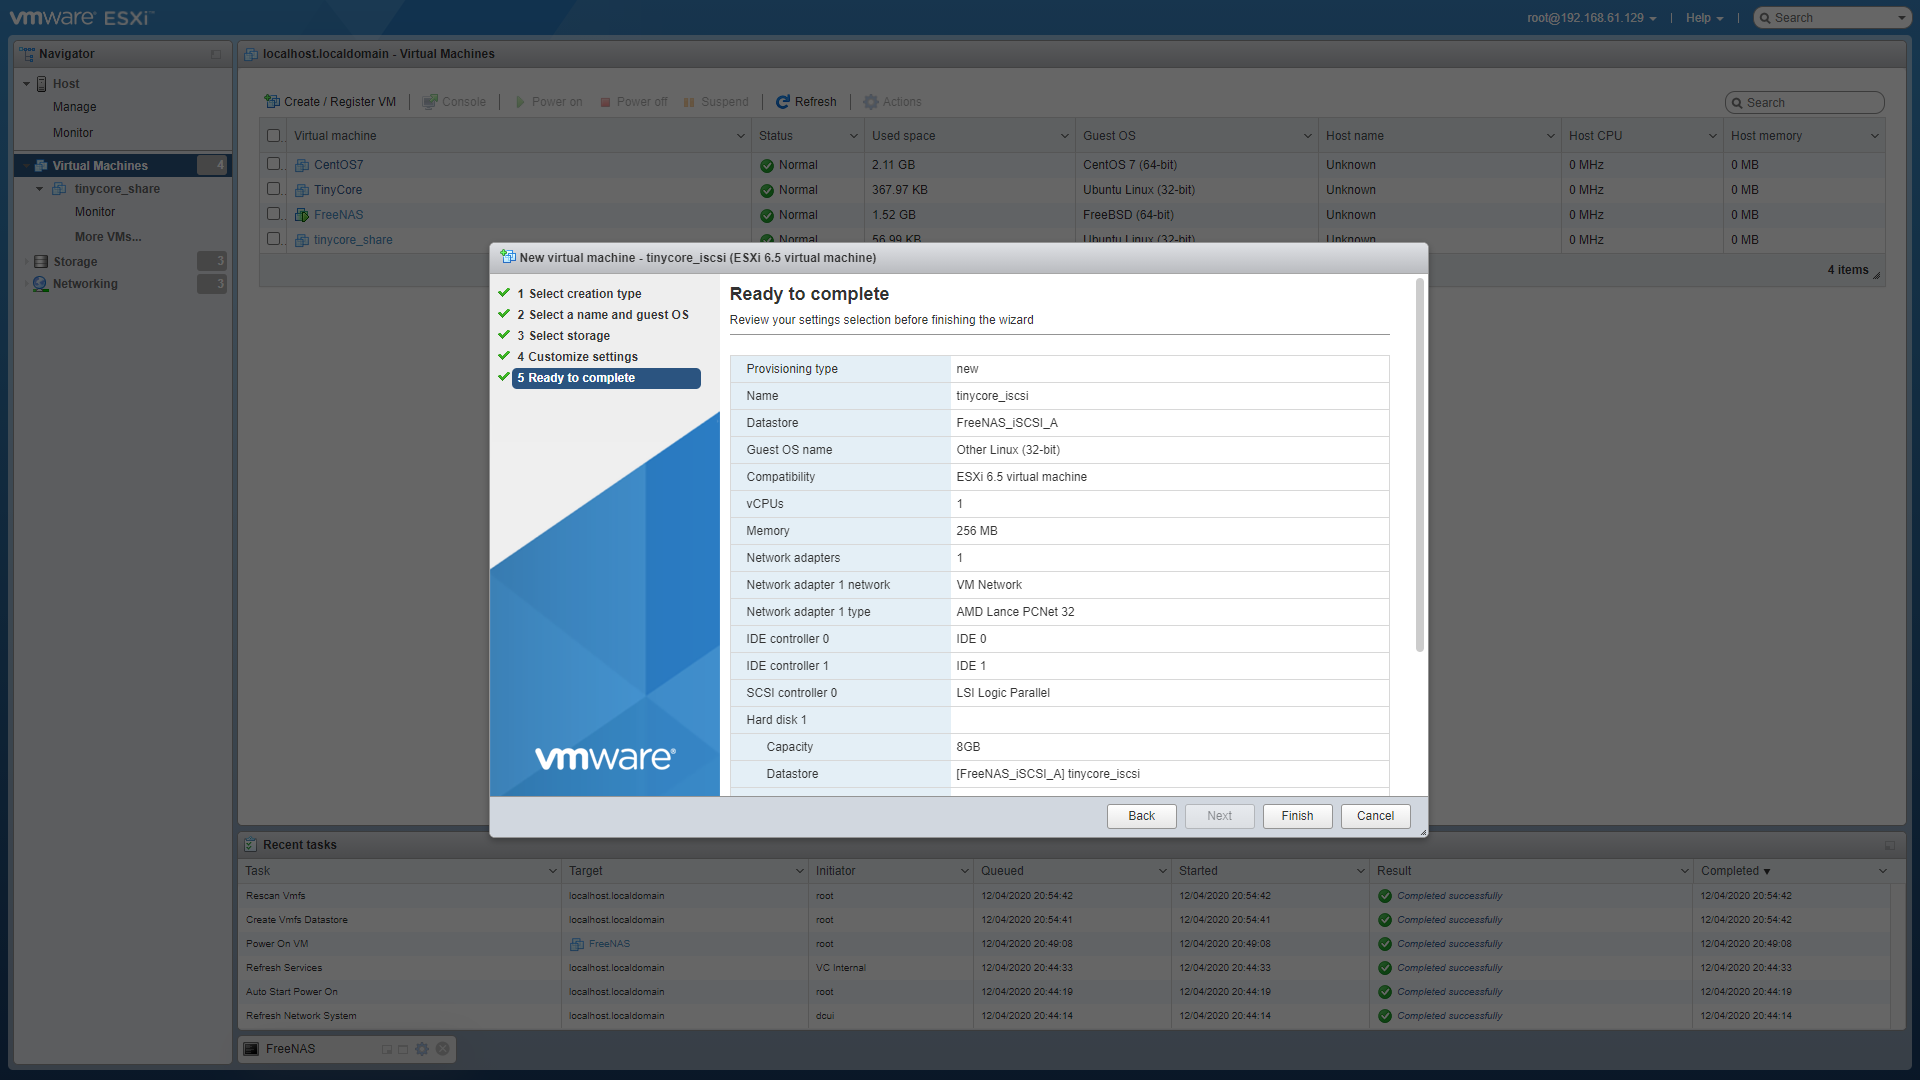 vmware® ESXi™
root@192.168.61.129 | Help | Search
Navigator
Host
Manage
Monitor
Virtual Machines 4
tinycore_share
Monitor
More VMs...
Storage 3
Networking 3
localhost.localdomain - Virtual Machines
Create / Register VM | Console | Power on Power off Suspend | Refresh | Actions
Search
Virtual machine Status Used space Guest OS Host name Host CPU Host memory
CentOS7 Normal 2.11 GB CentOS 7 (64-bit) Unknown 0 MHz 0 MB
TinyCore Normal 367.97 KB Ubuntu Linux (32-bit) Unknown 0 MHz 0 MB
FreeNAS Normal 1.52 GB FreeBSD (64-bit) Unknown 0 MHz 0 MB
tinycore_share Normal 56.99 KB Ubuntu Linux (32-bit) Unknown 0 MHz 0 MB
4 items
New virtual machine - tinycore_iscsi (ESXi 6.5 virtual machine)
1 Select creation type
2 Select a name and guest OS
3 Select storage
4 Customize settings
5 Ready to complete
vmware®
Ready to complete
Review your settings selection before finishing the wizard
Provisioning type new
Name tinycore_iscsi
Datastore FreeNAS_iSCSI_A
Guest OS name Other Linux (32-bit)
Compatibility ESXi 6.5 virtual machine
vCPUs 1
Memory 256 MB
Network adapters 1
Network adapter 1 network VM Network
Network adapter 1 type AMD Lance PCNet 32
IDE controller 0 IDE 0
IDE controller 1 IDE 1
SCSI controller 0 LSI Logic Parallel
Hard disk 1
Capacity 8GB
Datastore [FreeNAS_iSCSI_A] tinycore_iscsi
Back Next Finish Cancel
Recent tasks
Task Target Initiator Queued Started Result Completed ▼
Rescan Vmfs localhost.localdomain root 12/04/2020 20:54:42 12/04/2020 20:54:42 Completed successfully 12/04/2020 20:54:42
Create Vmfs Datastore localhost.localdomain root 12/04/2020 20:54:41 12/04/2020 20:54:41 Completed successfully 12/04/2020 20:54:42
Power On VM FreeNAS root 12/04/2020 20:49:08 12/04/2020 20:49:08 Completed successfully 12/04/2020 20:49:08
Refresh Services localhost.localdomain VC Internal 12/04/2020 20:44:33 12/04/2020 20:44:33 Completed successfully 12/04/2020 20:44:33
Auto Start Power On localhost.localdomain root 12/04/2020 20:44:19 12/04/2020 20:44:19 Completed successfully 12/04/2020 20:44:19
Refresh Network System localhost.localdomain dcui 12/04/2020 20:44:14 12/04/2020 20:44:14 Completed successfully 12/04/2020 20:44:14
FreeNAS